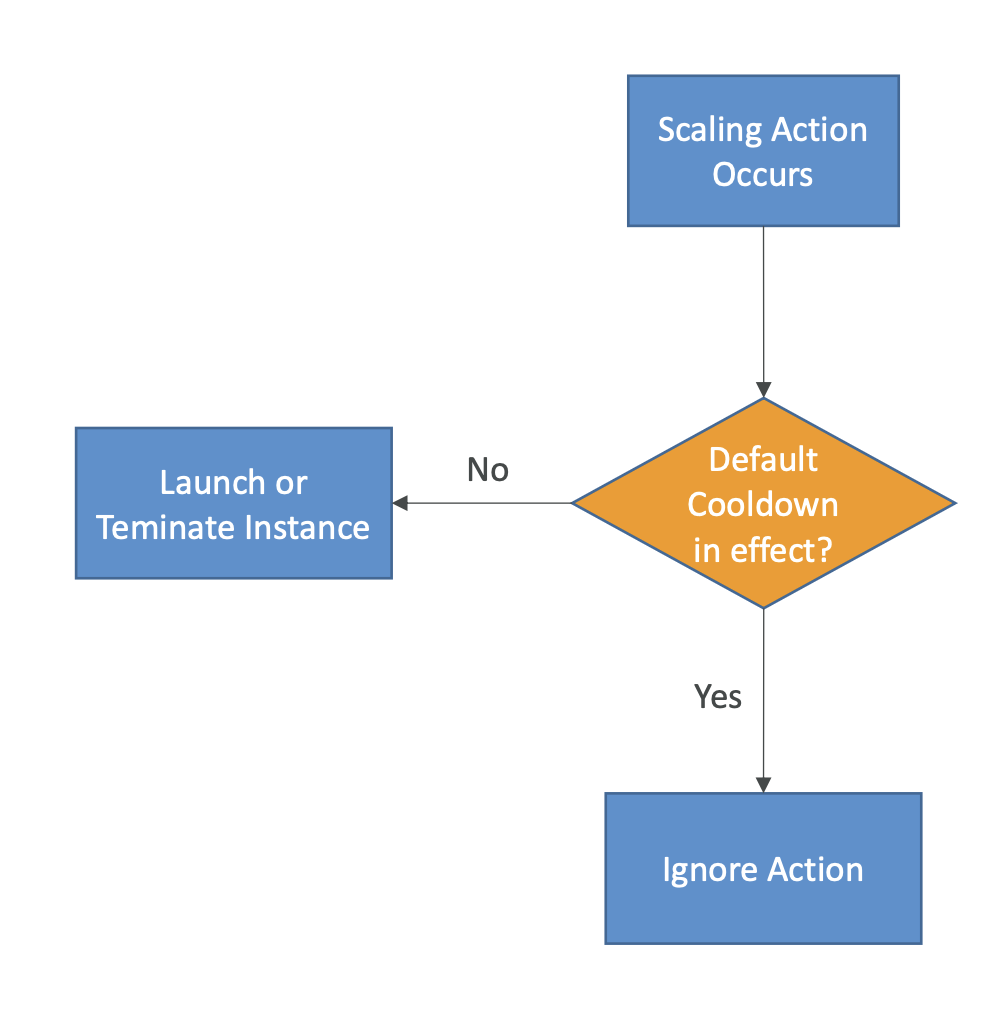 Scaling Action
Occurs
Default
Cooldown
in effect?
No
Launch or
Teminate Instance
Yes
Ignore Action